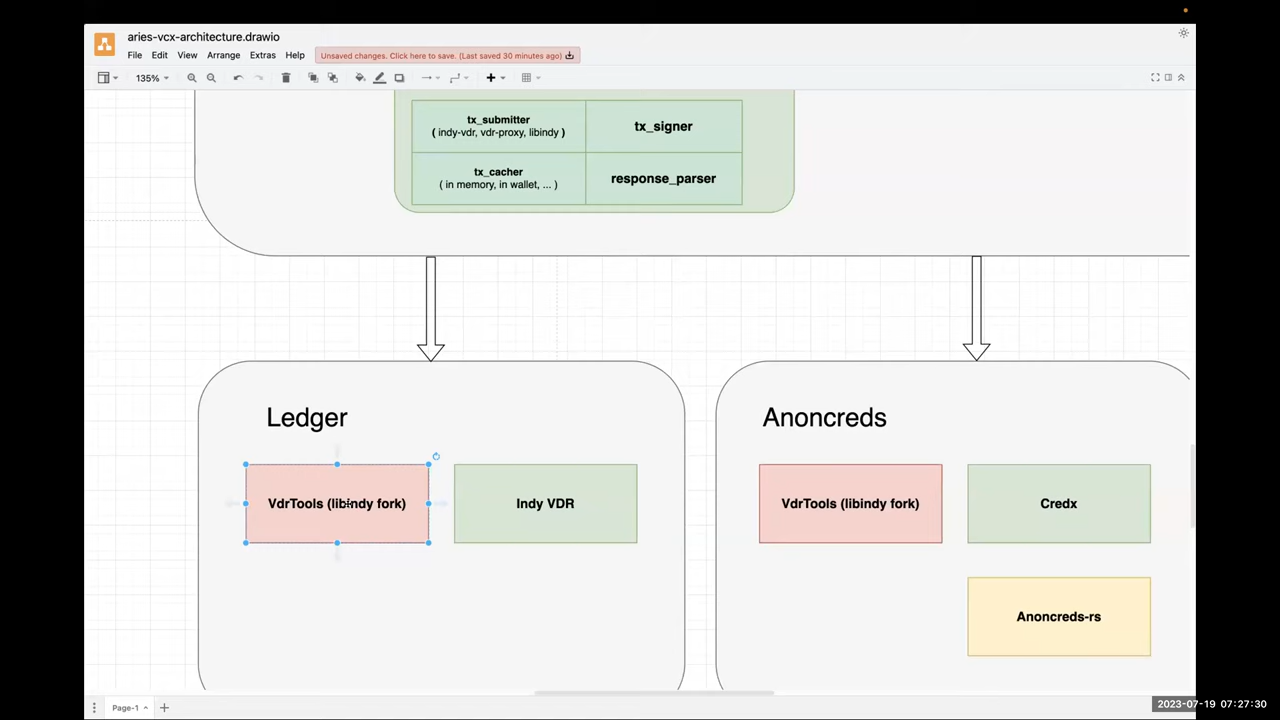 aries-vcx-architecture.drawio
File Edit View Arrange Extras Help Unsaved changes. Click here to save. (Last saved 30 minutes ago)
135%
tx_submitter
( indy-vdr, vdr-proxy, libindy )
tx_signer
tx_cacher
( in memory, in wallet, ... )
response_parser
Ledger
VdrTools (libindy fork)
Indy VDR
Anoncreds
VdrTools (libindy fork)
Credx
Anoncreds-rs
Page-1
2023-07-19 07:27:30